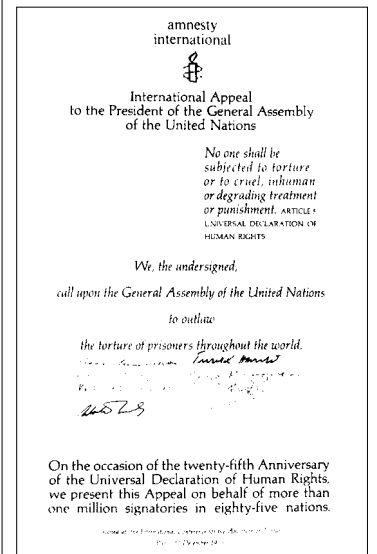 amnesty
international
International Appeal
to the President of the General Assembly
of the United Nations
No one shall be
subjected to torture
or to cruel, inhuman
or degrading treatment
or punishment. ARTICLE 5
UNIVERSAL DECLARATION OF
HUMAN RIGHTS
We, the undersigned,
call upon the General Assembly of the United Nations
to outlaw
the torture of prisoners throughout the world.
On the occasion of the twenty-fifth Anniversary
of the Universal Declaration of Human Rights,
we present this Appeal on behalf of more than
one million signatories in eighty-five nations.